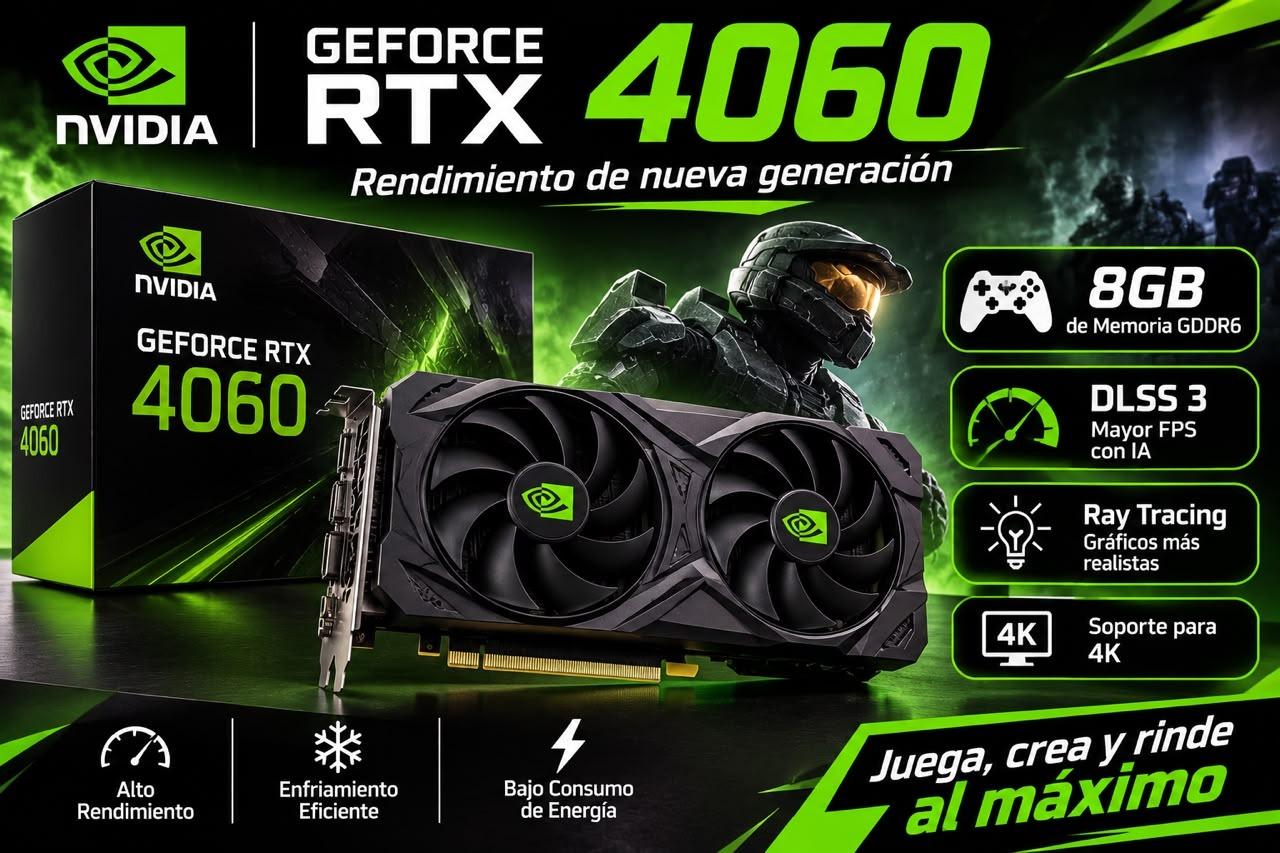 NVIDIA
GEFORCE
RTX 4060
Rendimiento de nueva generación
NVIDIA
GEFORCE RTX
4060
GEFORCE RTX
4060
8GB
de Memoria GDDR6
DLSS 3
Mayor FPS
con IA
Ray Tracing
Gráficos más
realistas
4K
Soporte para
4K
Alto
Rendimiento
Enfriamiento
Eficiente
Bajo Consumo
de Energía
Juega, crea y rinde
al máximo